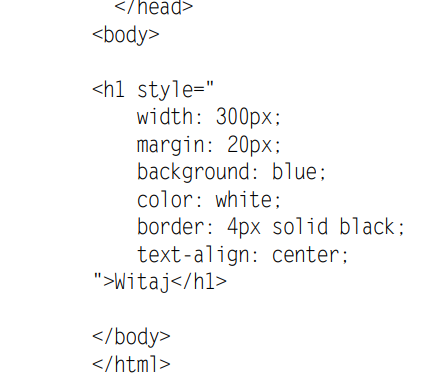 </head>
<body>
<h1 style="
width: 300px;
margin: 20px;
background: blue;
color: white;
border: 4px solid black;
text-align: center;
">Witaj</h1>
</body>
</html>